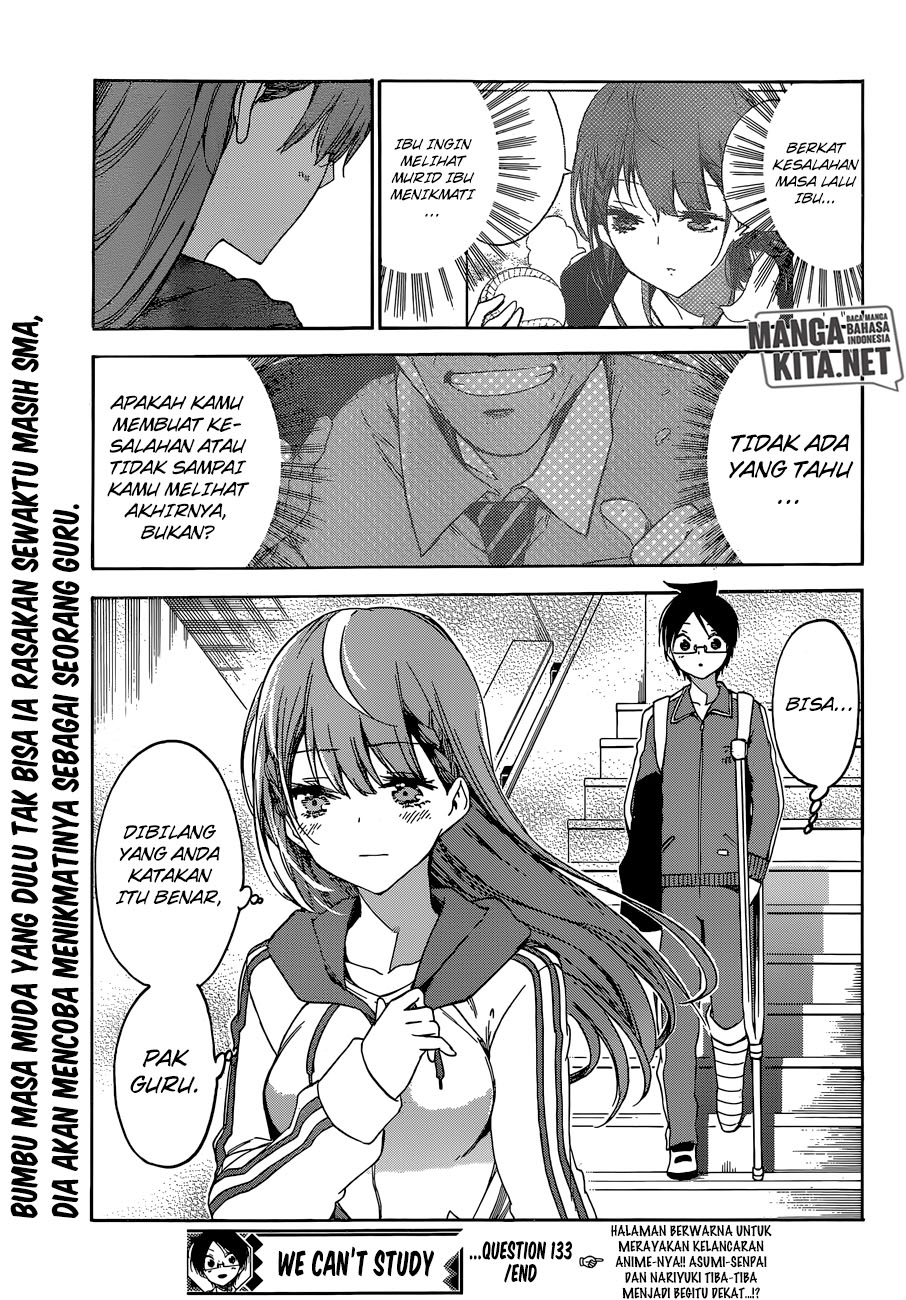 BERKAT
KESALAHAN
MASA LALU
IBU...
IBU INGIN
MELIHAT
MURID IBU
MENIKMATI
...
MANGA
KITA.NET
BACA MANGA
BAHASA
INDONESIA
TIDAK ADA
YANG TAHU
...
APAKAH KAMU
MEMBUAT KE-
SALAHAN ATAU
TIDAK SAMPAI
KAMU MELIHAT
AKHIRNYA,
BUKAN?
BISA...
DIBILANG
YANG ANDA
KATAKAN
ITU BENAR,
PAK
GURU.
BUMBU MASA MUDA YANG DULU TAK BISA IA RASAKAN SEWAKTU MASIH SMA,
DIA AKAN MENCOBA MENIKMATINYA SEBAGAI SEORANG GURU.
WE CAN'T STUDY
...QUESTION 133
/END
HALAMAN BERWARNA UNTUK
MERAYAKAN KELANCARAN
ANIME-NYA!! ASUMI-SENPAI
DAN NARIYUKI TIBA-TIBA
MENJADI BEGITU DEKAT...!?